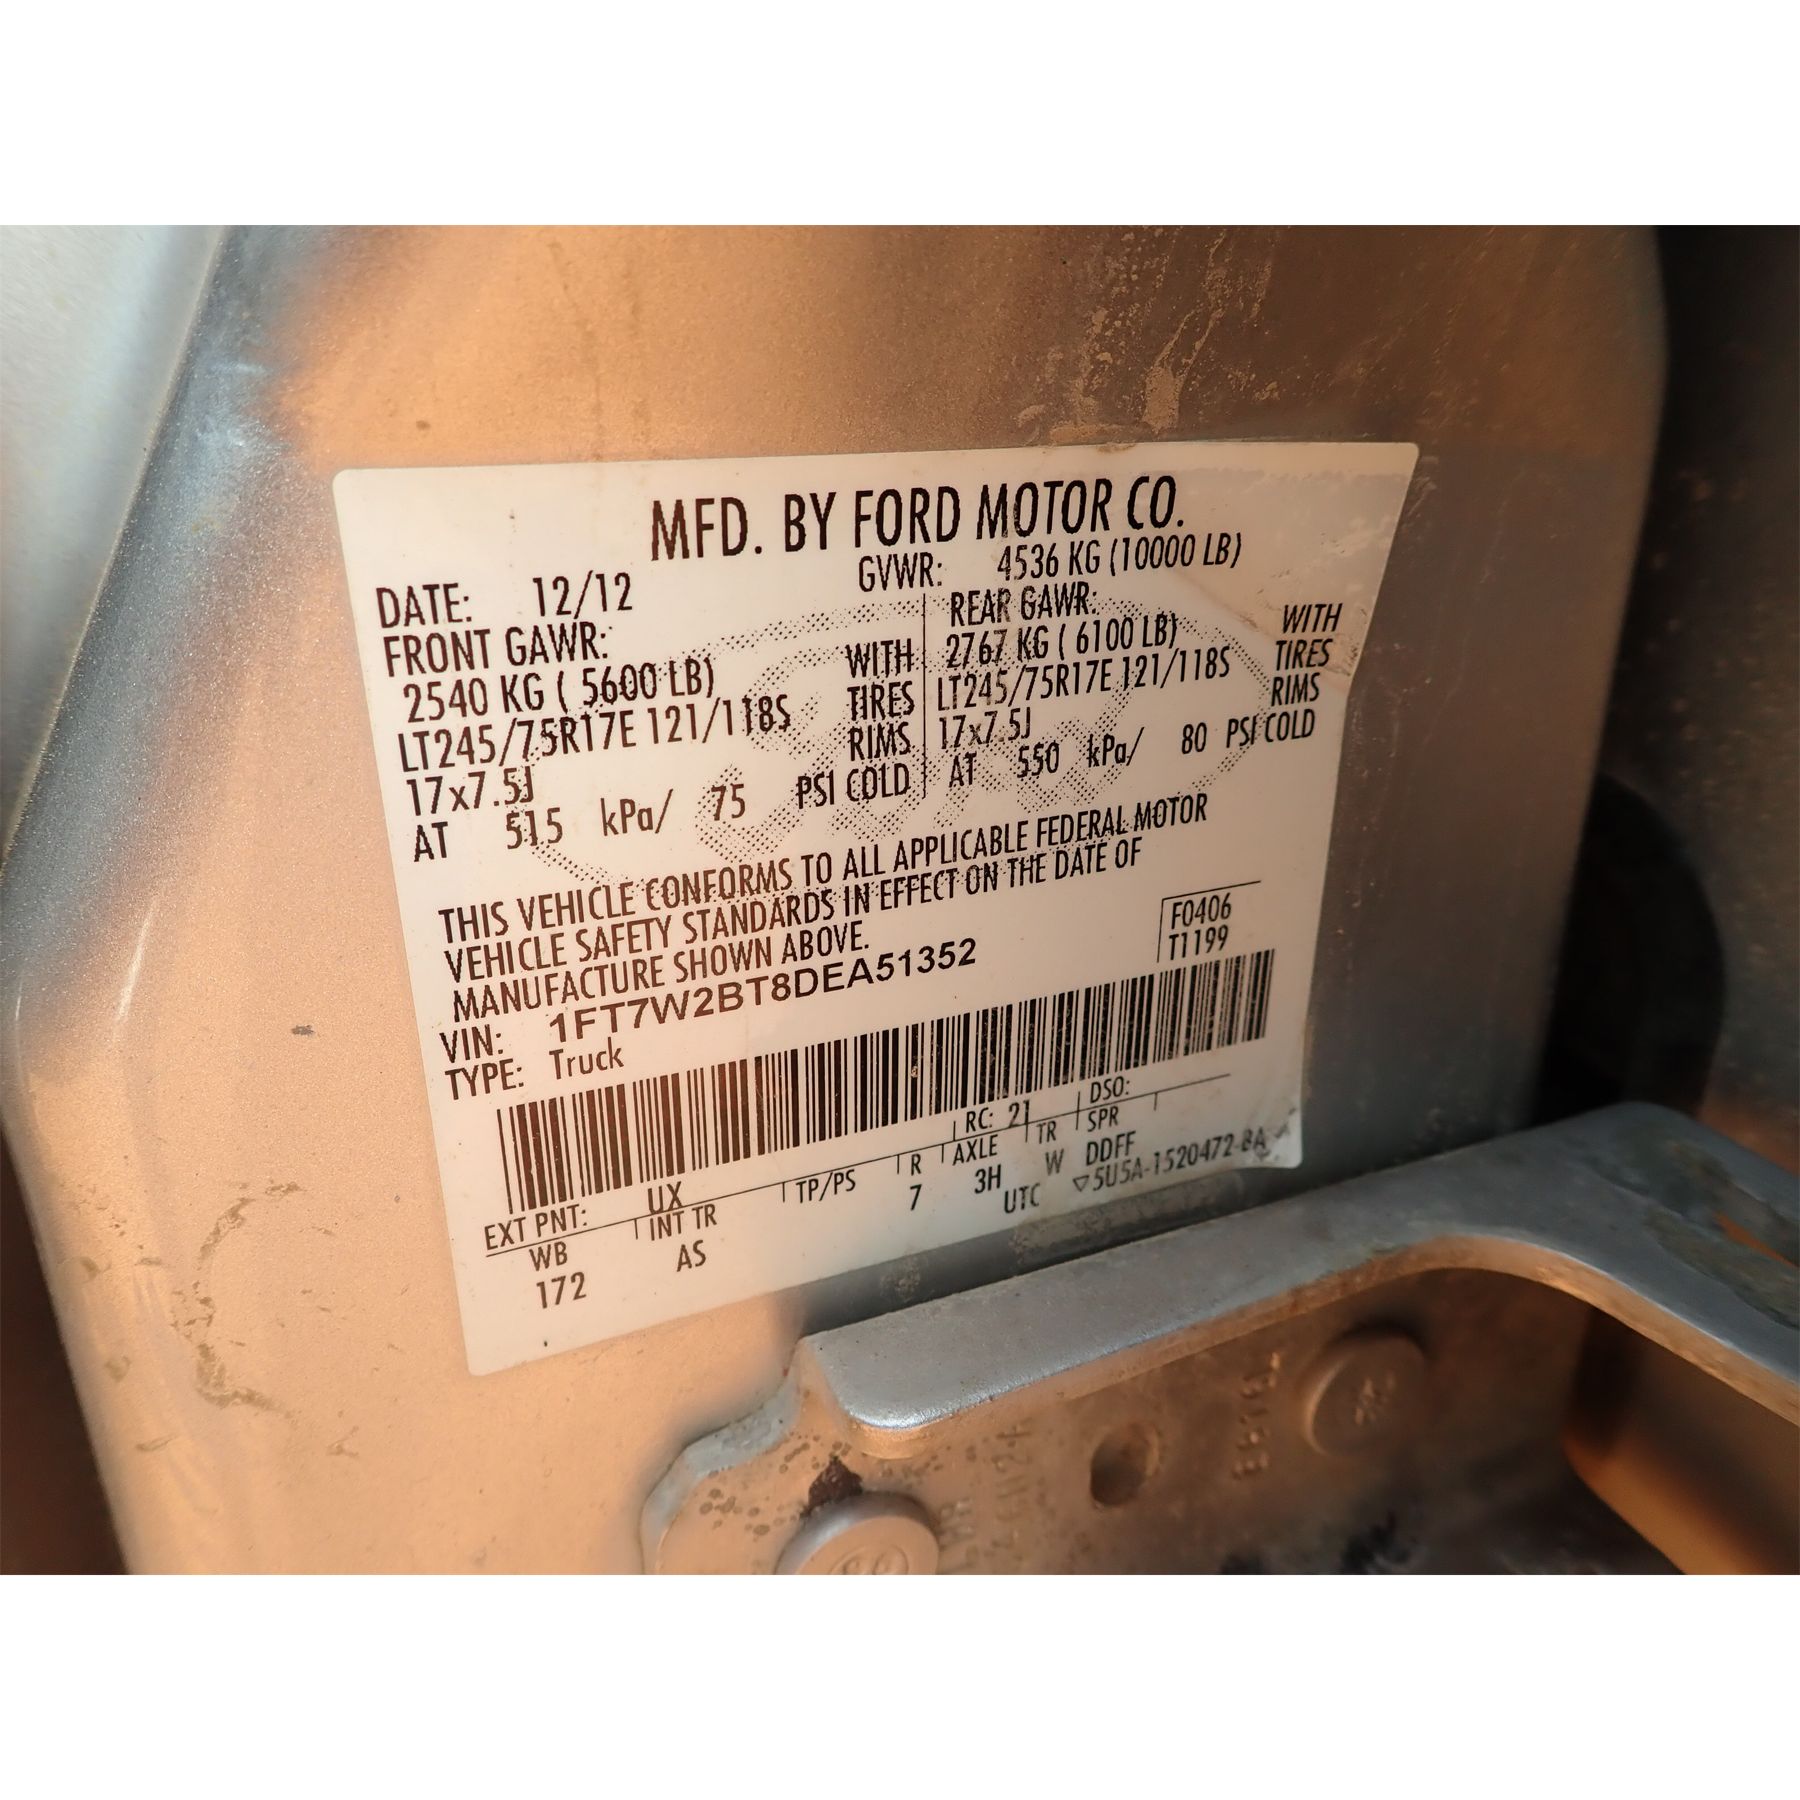 MFD. BY FORD MOTOR CO.
DATE: 12/12 GVWR: 4536 KG (10000 LB)
FRONT GAWR: REAR GAWR:
2540 KG ( 5600 LB) WITH 2767 KG ( 6100 LB) WITH
LT245/75R17E 121/118S TIRES LT245/75R17E 121/118S TIRES
17x7.5J RIMS 17x7.5J RIMS
AT 515 kPa/ 75 PSI COLD AT 550 kPa/ 80 PSI COLD
THIS VEHICLE CONFORMS TO ALL APPLICABLE FEDERAL MOTOR
VEHICLE SAFETY STANDARDS IN EFFECT ON THE DATE OF
MANUFACTURE SHOWN ABOVE.
F0406
T1199
VIN: 1FT7W2BT8DEA51352
TYPE: Truck
EXT PNT: UX RC: 21 DSO:
WB INT TR TP/PS R AXLE TR SPR
172 AS 7 3H W DDFF
UTC ▽5U5A-1520472-BA